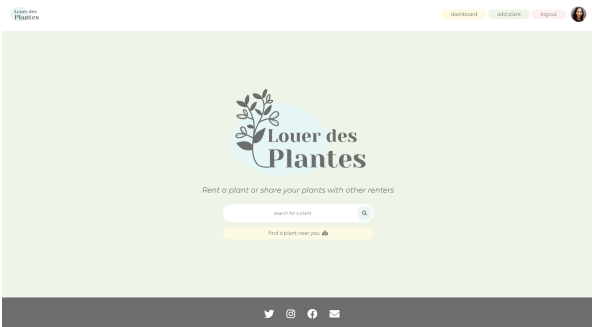 Louer des
Plantes
dashboard
add plant
logout
Louer des
Plantes
Rent a plant or share your plants with other renters
search for a plant
find a plant near you